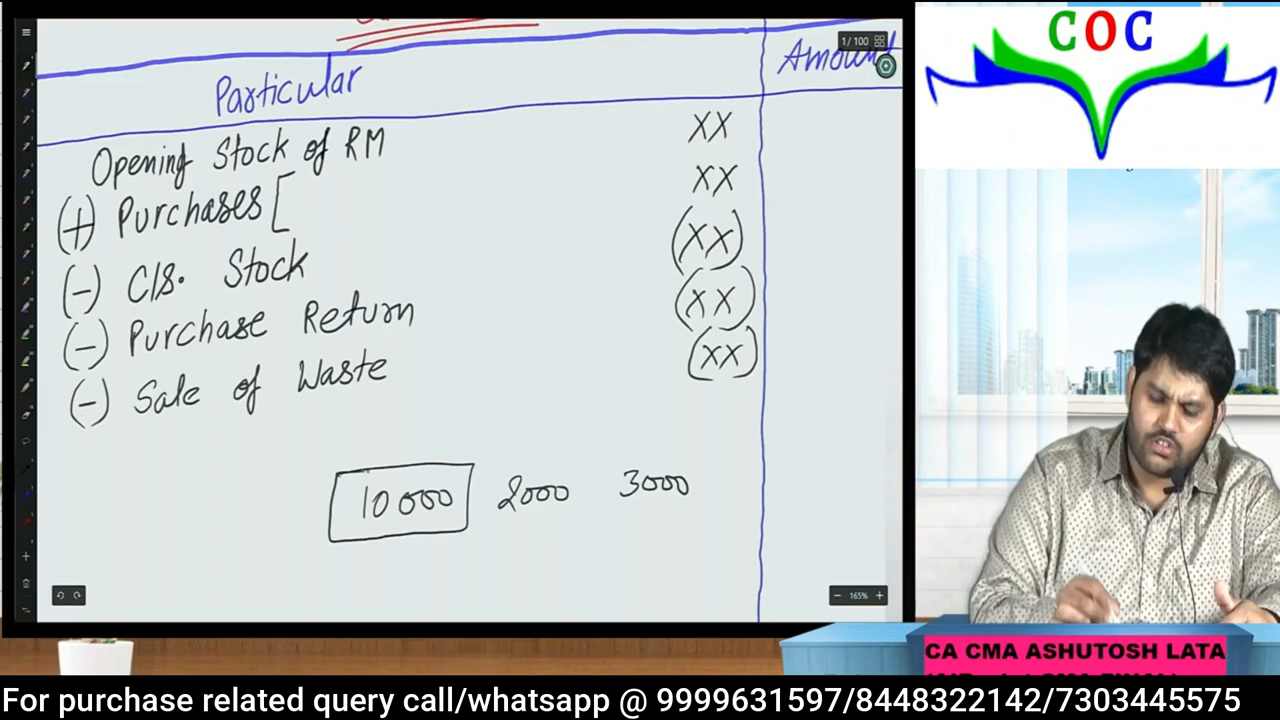 1/100
Particular
Amount
Opening Stock of RM XX
(+) Purchases [ XX
(-) C/S. Stock (XX)
(-) Purchase Return (XX)
(-) Sale of Waste (XX)
10000 2000 3000
165%
COC
CA CMA ASHUTOSH LATA
For purchase related query call/whatsapp @ 9999631597/8448322142/7303445575